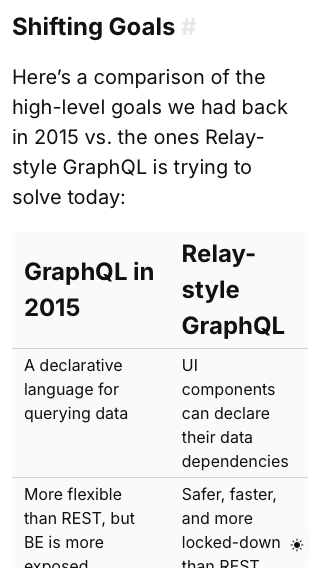 Shifting Goals #
Here’s a comparison of the
high-level goals we had back
in 2015 vs. the ones Relay-
style GraphQL is trying to
solve today:
GraphQL in
2015
Relay-
style
GraphQL
A declarative
language for
querying data
UI
components
can declare
their data
dependencies
More flexible
than REST, but
BE is more
exposed
Safer, faster,
and more
locked-down
than REST